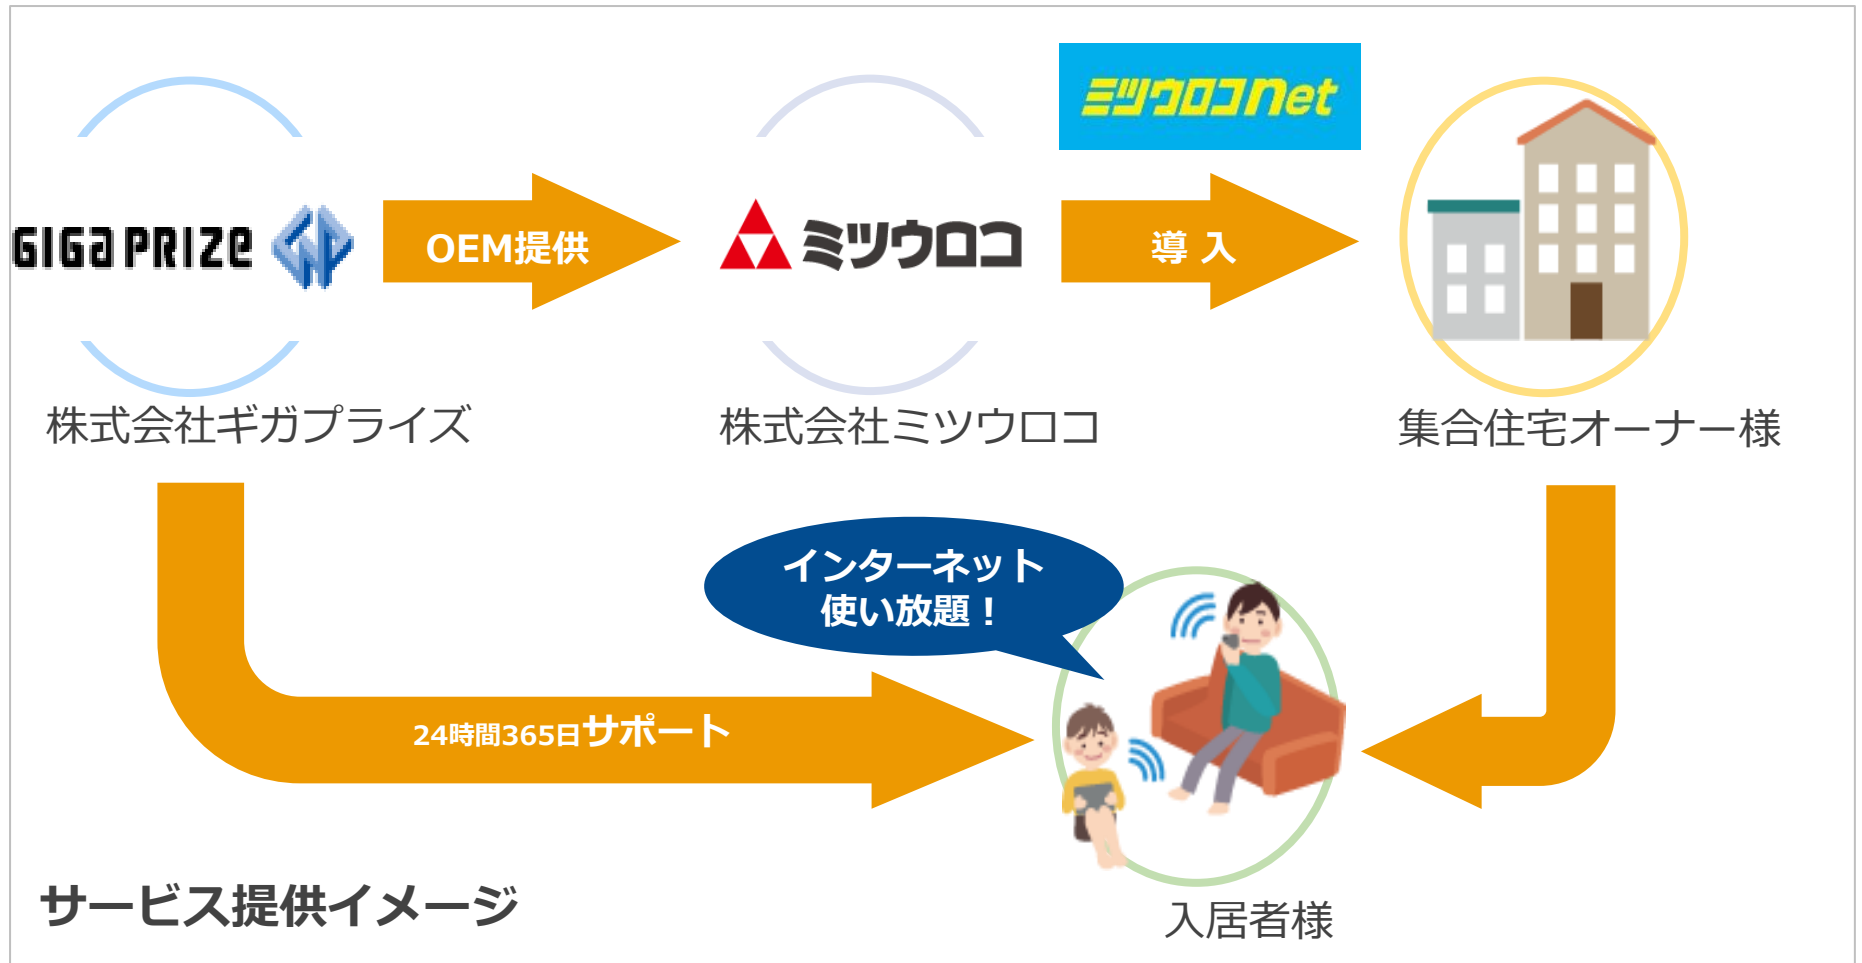 ミツウロコnet
GIGA PRIZE
OEM提供
ミツウロコ
導 入
株式会社ギガプライズ
株式会社ミツウロコ
集合住宅オーナー様
インターネット
使い放題！
24時間365日サポート
サービス提供イメージ
入居者様